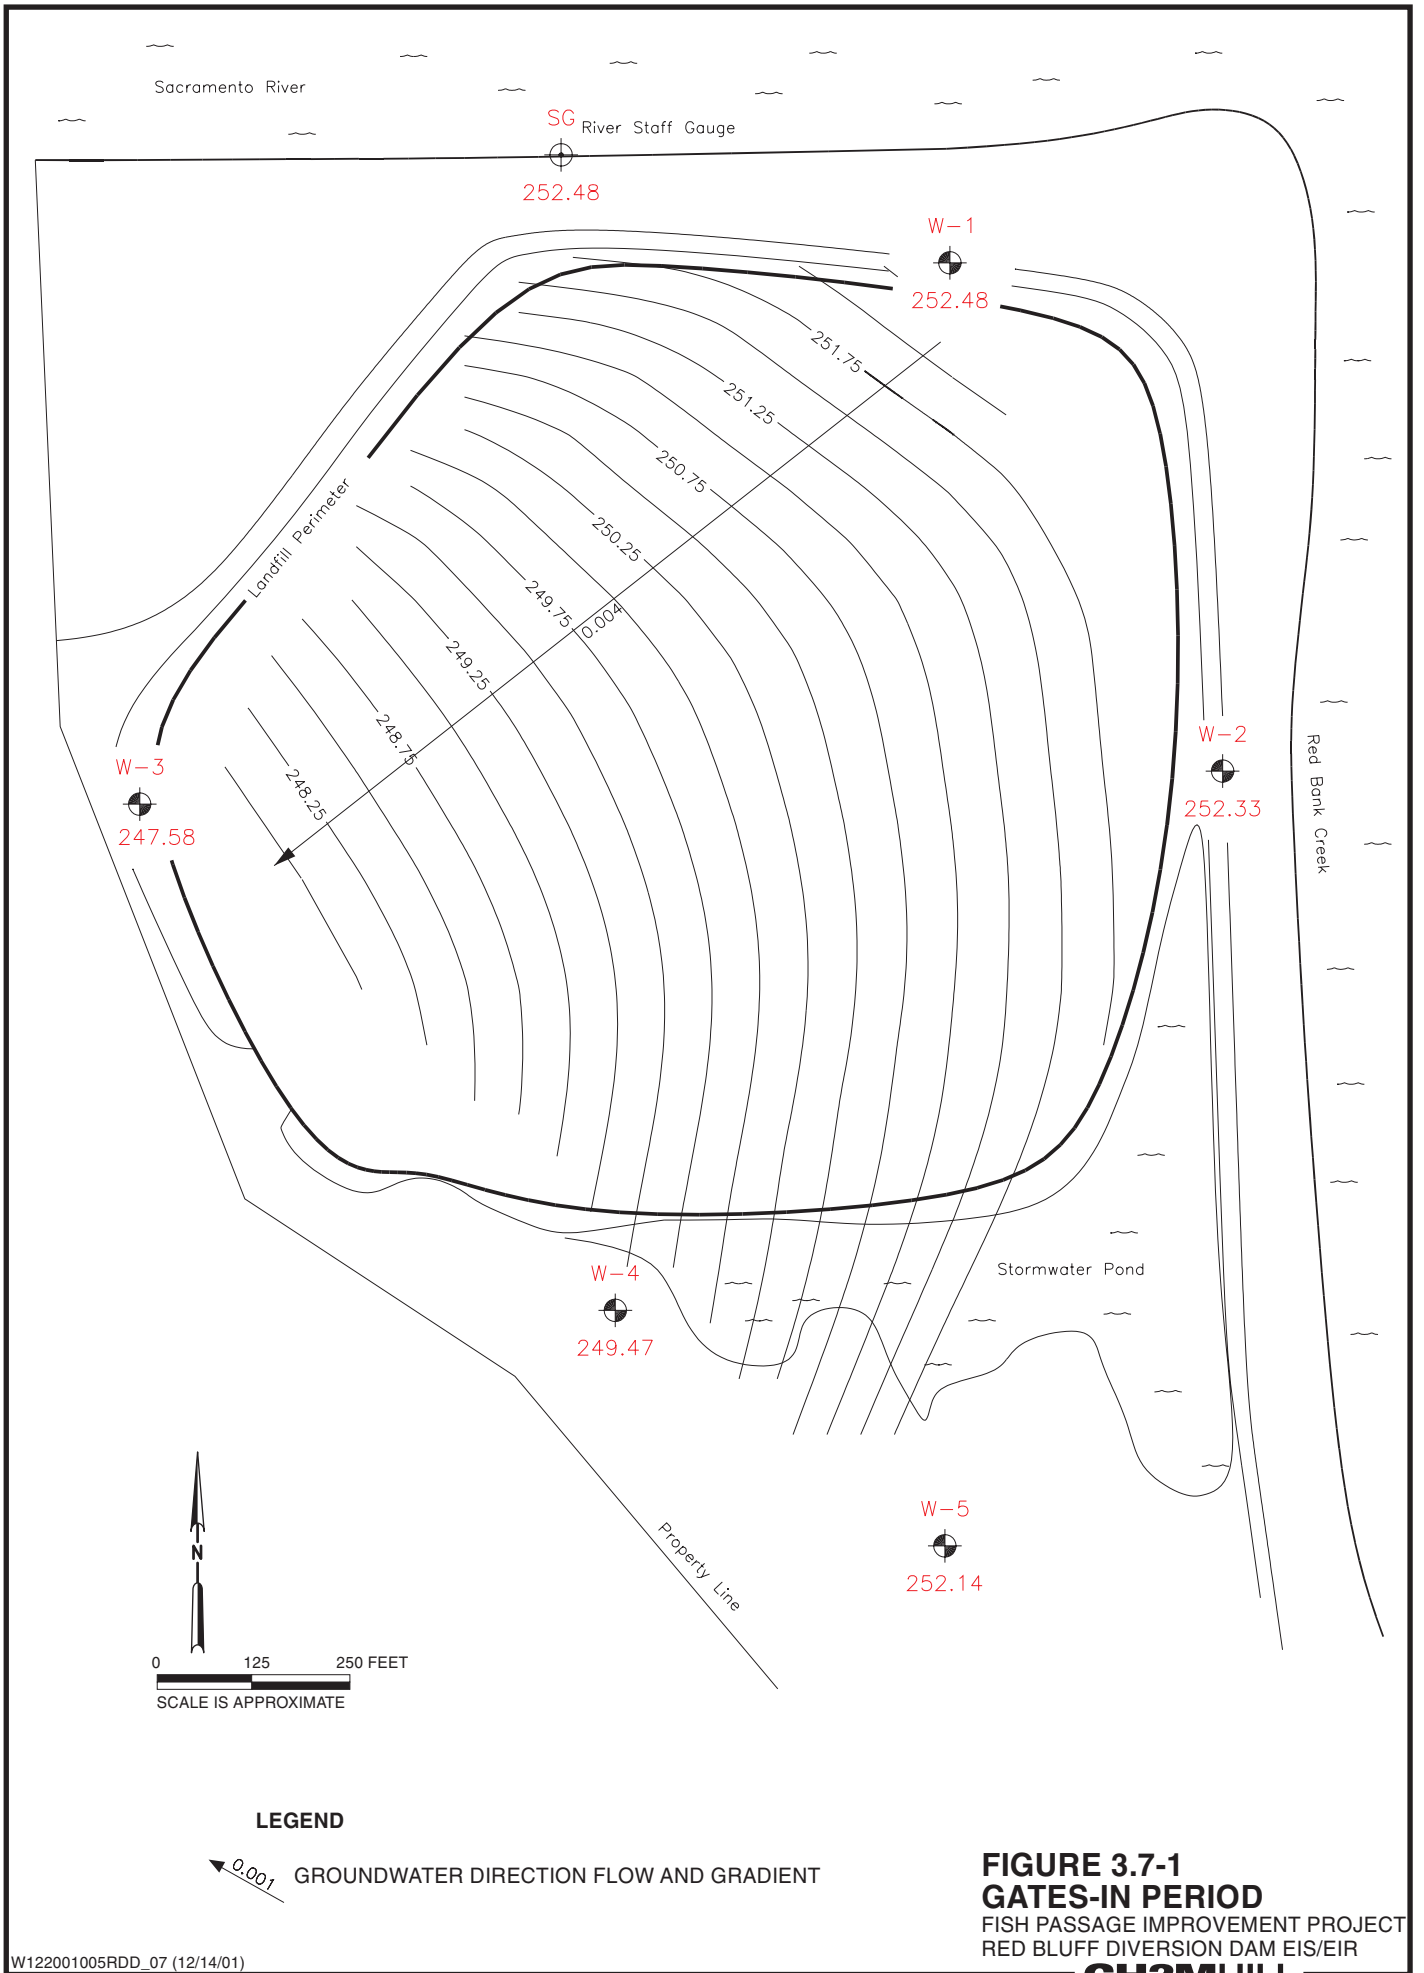 Sacramento River
SG
River Staff Gauge
252.48
W-1
252.48
251.75
251.25
250.75
250.25
249.75
0.004
249.25
248.75
248.25
Landfill Perimeter
W-3
247.58
W-2
252.33
Red Bank Creek
Stormwater Pond
W-4
249.47
W-5
252.14
Property Line
N
0 125 250 FEET
SCALE IS APPROXIMATE
LEGEND
0.001
GROUNDWATER DIRECTION FLOW AND GRADIENT
FIGURE 3.7-1
GATES-IN PERIOD
FISH PASSAGE IMPROVEMENT PROJECT
RED BLUFF DIVERSION DAM EIS/EIR
W122001005RDD_07 (12/14/01)
CH2MHILL